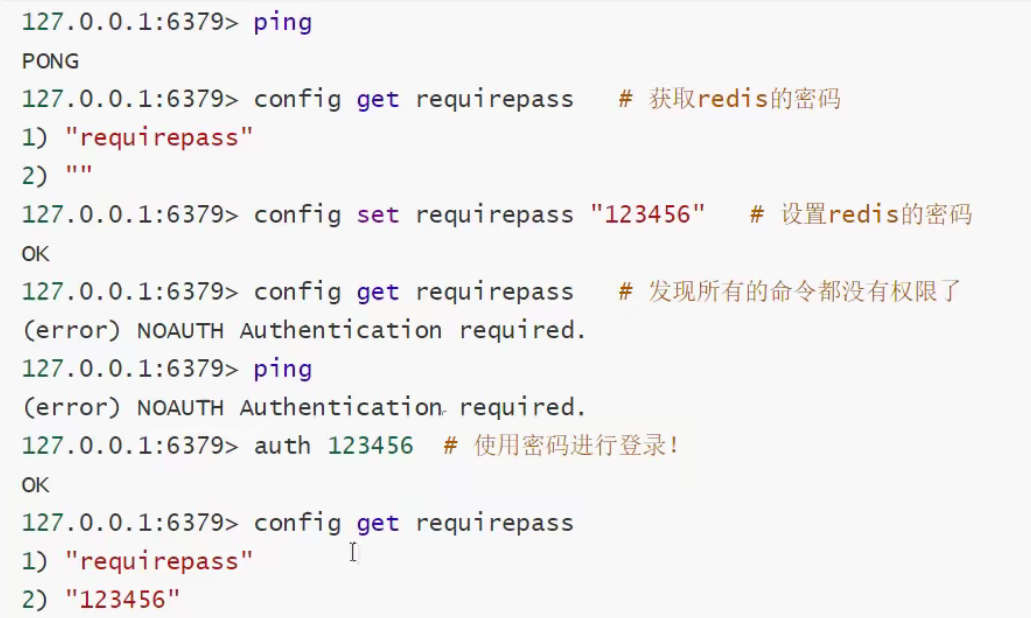 127.0.0.1:6379> ping
PONG
127.0.0.1:6379> config get requirepass   # 获取redis的密码
1) "requirepass"
2) ""
127.0.0.1:6379> config set requirepass "123456"   # 设置redis的密码
OK
127.0.0.1:6379> config get requirepass   # 发现所有的命令都没有权限了
(error) NOAUTH Authentication required.
127.0.0.1:6379> ping
(error) NOAUTH Authentication required.
127.0.0.1:6379> auth 123456  # 使用密码进行登录！
OK
127.0.0.1:6379> config get requirepass
1) "requirepass"
2) "123456"